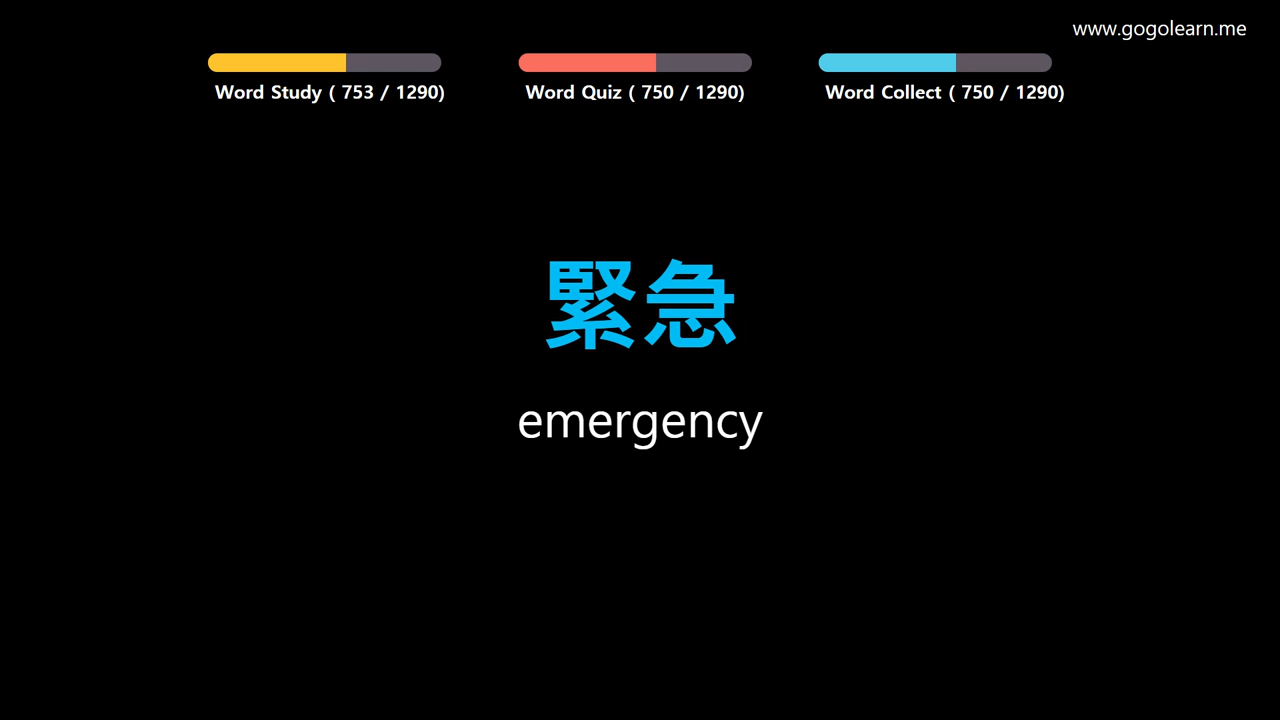 www.gogolearn.me
Word Study ( 753 / 1290)
Word Quiz ( 750 / 1290)
Word Collect ( 750 / 1290)
緊急
emergency